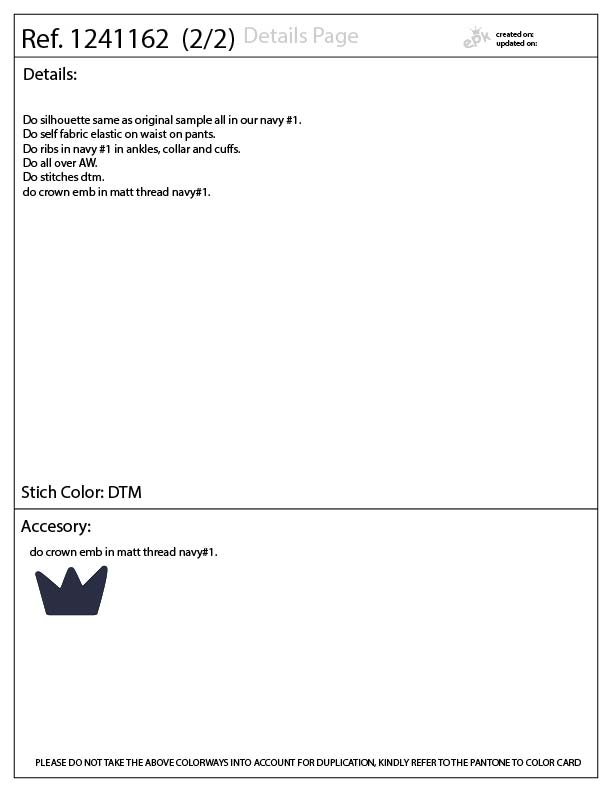 Ref. 1241162 (2/2) Details Page
epk
created on:
updated on:
Details:
Do silhouette same as original sample all in our navy #1.
Do self fabric elastic on waist on pants.
Do ribs in navy #1 in ankles, collar and cuffs.
Do all over AW.
Do stitches dtm.
do crown emb in matt thread navy#1.
Stich Color: DTM
Accesory:
do crown emb in matt thread navy#1.
PLEASE DO NOT TAKE THE ABOVE COLORWAYS INTO ACCOUNT FOR DUPLICATION, KINDLY REFER TO THE PANTONE TO COLOR CARD